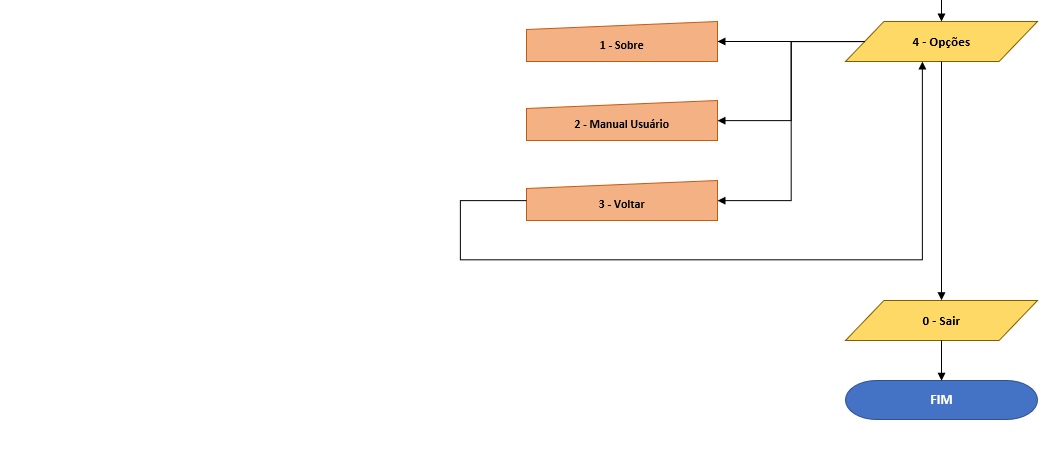 1 - Sobre
4 - Opções
2 - Manual Usuário
3 - Voltar
0 - Sair
FIM